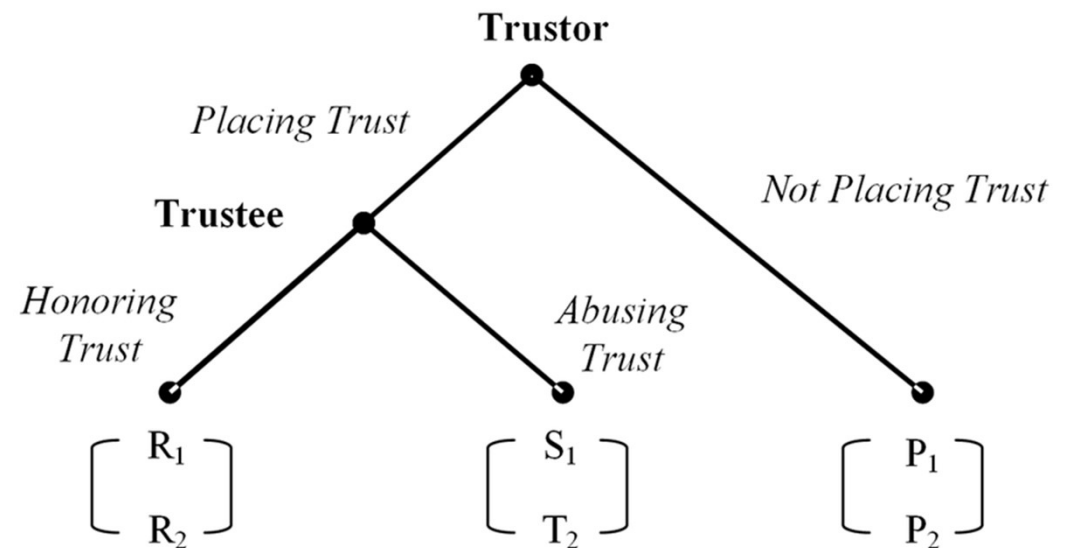 Trustor
Placing Trust
Not Placing Trust
Trustee
Honoring
Trust
Abusing
Trust
R₁
S₁
P₁
R₂
T₂
P₂